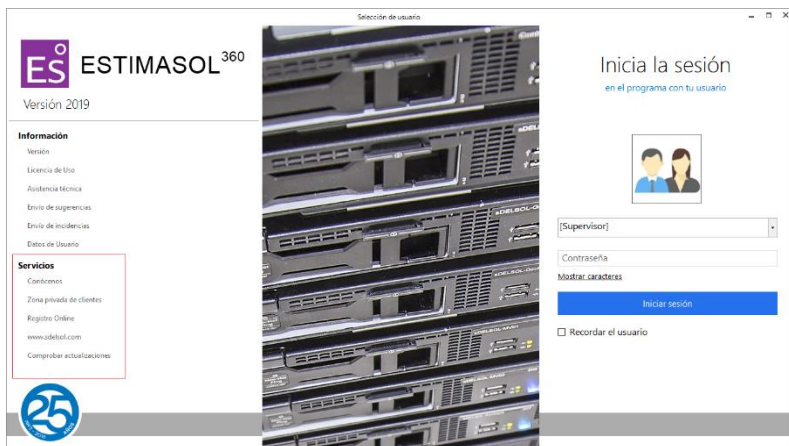 Selección de usuario
ES
ESTIMASOL360
Versión 2019
Información
Versión
Licencia de Uso
Asistencia técnica
Envío de sugerencias
Envío de incidencias
Datos de Usuario
Servicios
Conócenos
Zona privada de clientes
Registro Online
www.sdelsol.com
Comprobar actualizaciones
25
AÑOS
Inicia la sesión
en el programa con tu usuario
[Supervisor]
Contraseña
Mostrar caracteres
Iniciar sesión
Recordar el usuario